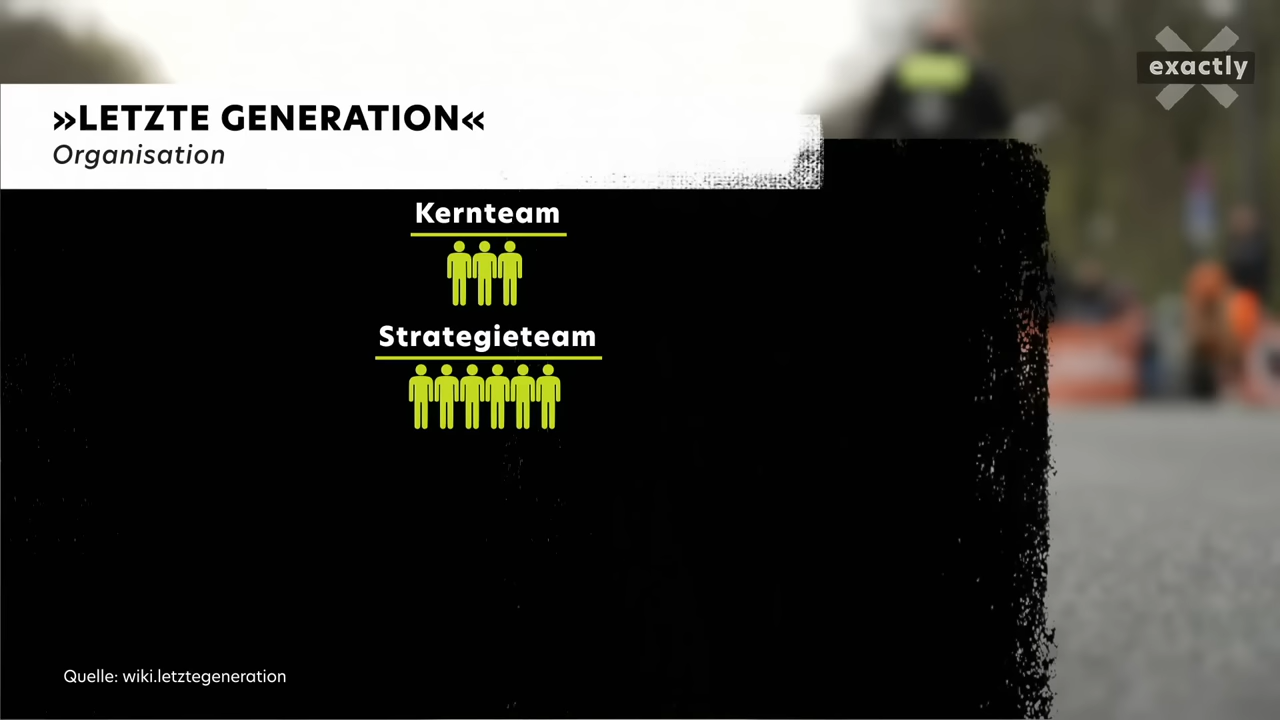 exactly
»LETZTE GENERATION«
Organisation
Kernteam
Strategieteam
Quelle: wiki.letztegeneration